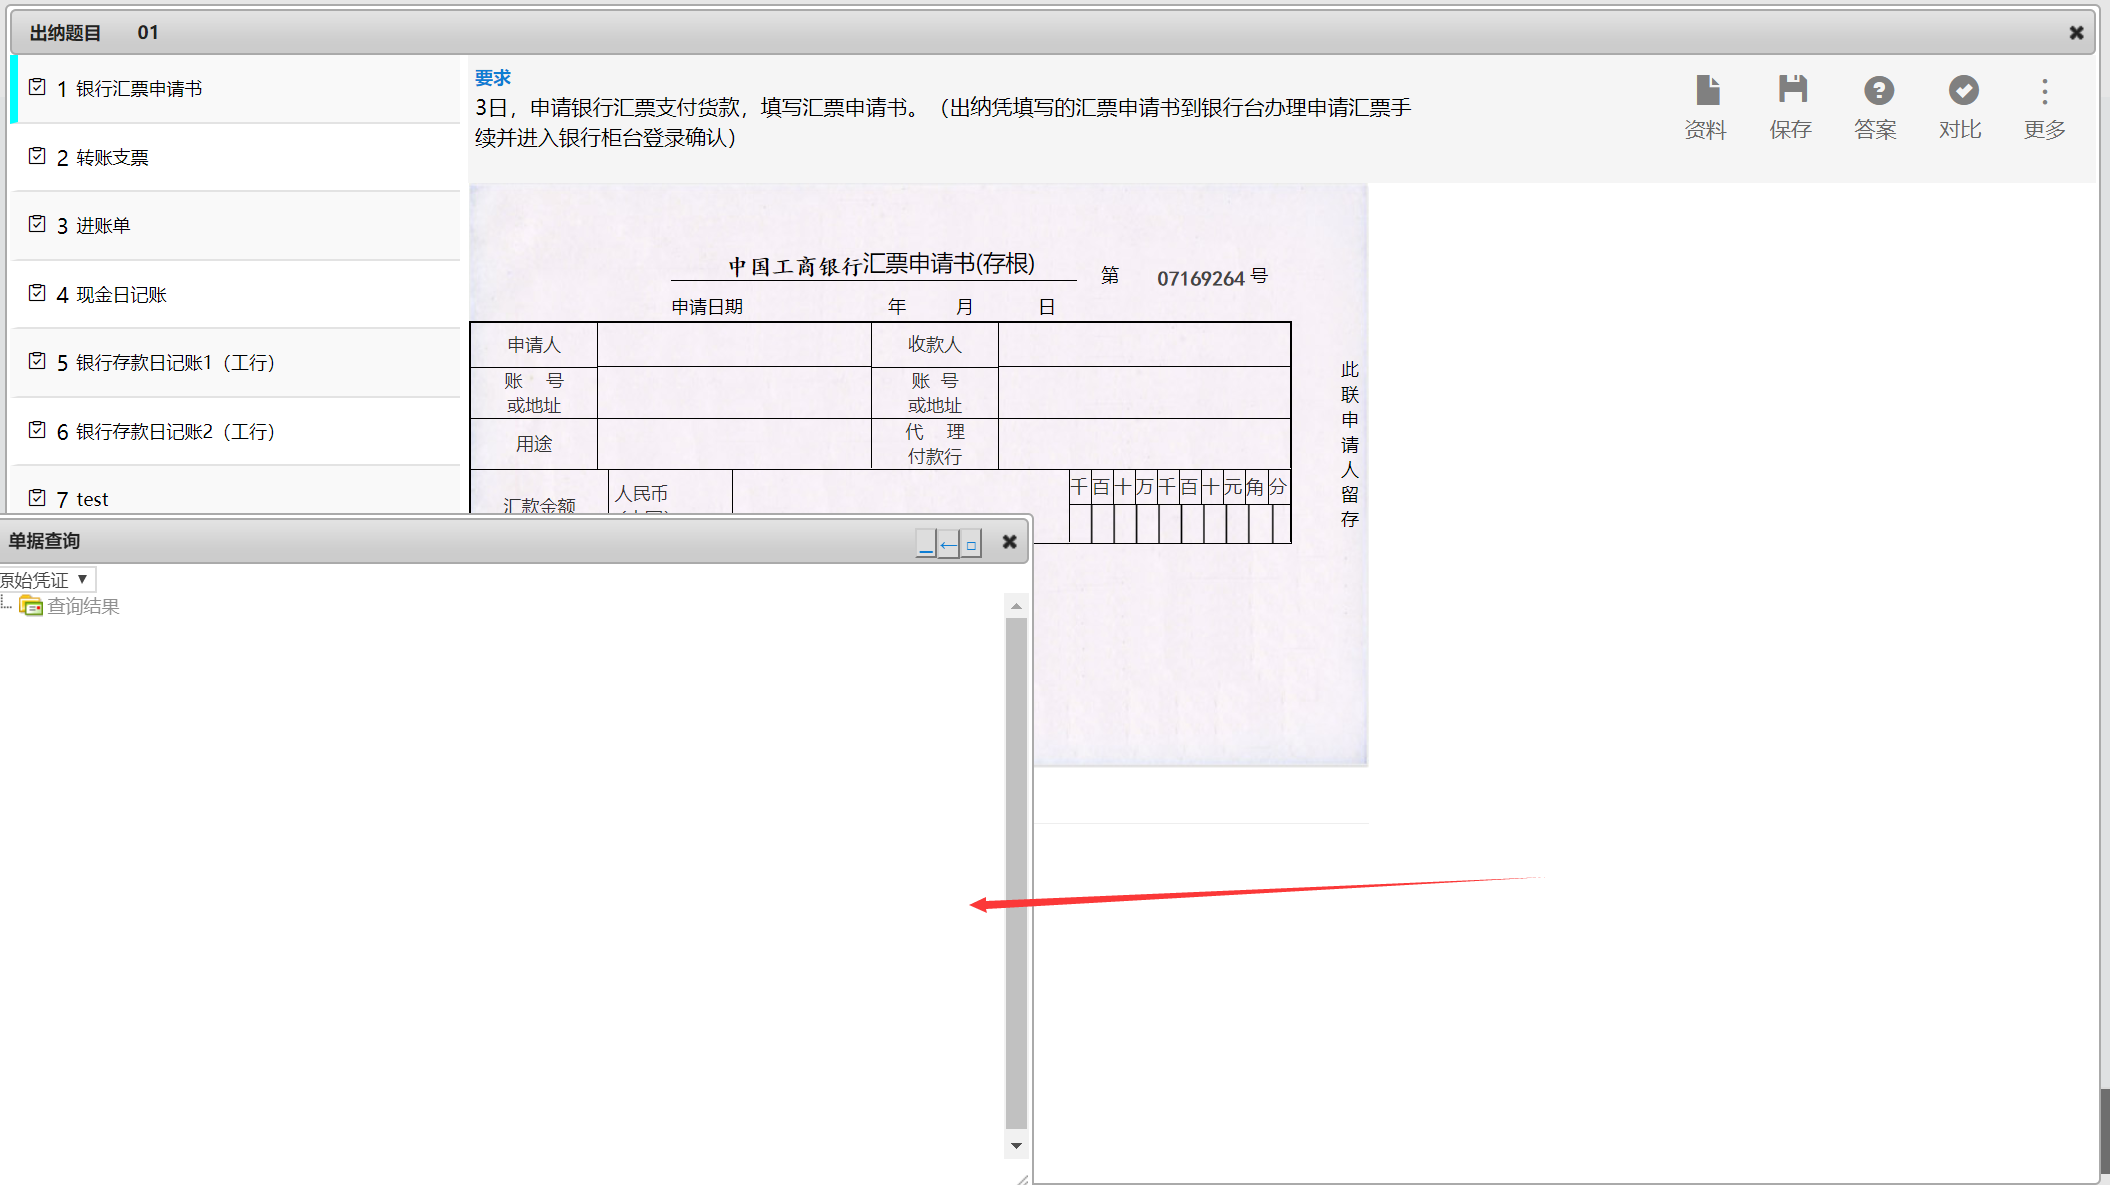 出纳题目 01
1 银行汇票申请书
2 转账支票
3 进账单
4 现金日记账
5 银行存款日记账1（工行）
6 银行存款日记账2（工行）
7 test
要求
3日，申请银行汇票支付货款，填写汇票申请书。（出纳凭填写的汇票申请书到银行台办理申请汇票手
续并进入银行柜台登录确认）
资料 保存 答案 对比 更多
中国工商银行汇票申请书(存根) 第 07169264 号
申请日期 年 月 日
申请人 收款人
账 号
或地址
账 号
或地址
用途
代 理
付款行
汇款金额
人民币
千百十万千百十元角分
此联申请人留存
单据查询
原始凭证
查询结果